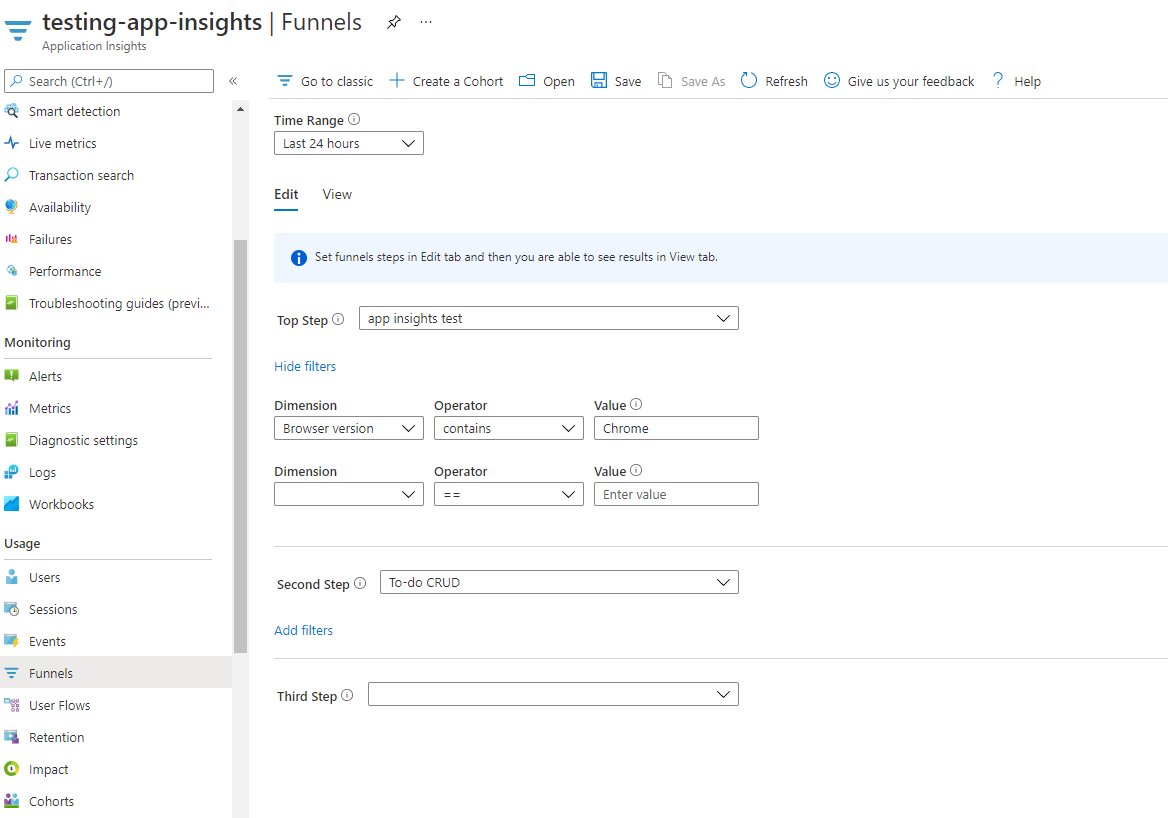 testing-app-insights | Funnels ...
Application Insights
Search (Ctrl+/) «
Smart detection
Live metrics
Transaction search
Availability
Failures
Performance
Troubleshooting guides (previ...
Monitoring
Alerts
Metrics
Diagnostic settings
Logs
Workbooks
Usage
Users
Sessions
Events
Funnels
User Flows
Retention
Impact
Cohorts
Go to classic Create a Cohort Open Save Save As Refresh Give us your feedback ? Help
Time Range
Last 24 hours
Edit View
Set funnels steps in Edit tab and then you are able to see results in View tab.
Top Step app insights test
Hide filters
Dimension Operator Value
Browser version contains Chrome
Dimension Operator Value
== Enter value
Second Step To-do CRUD
Add filters
Third Step